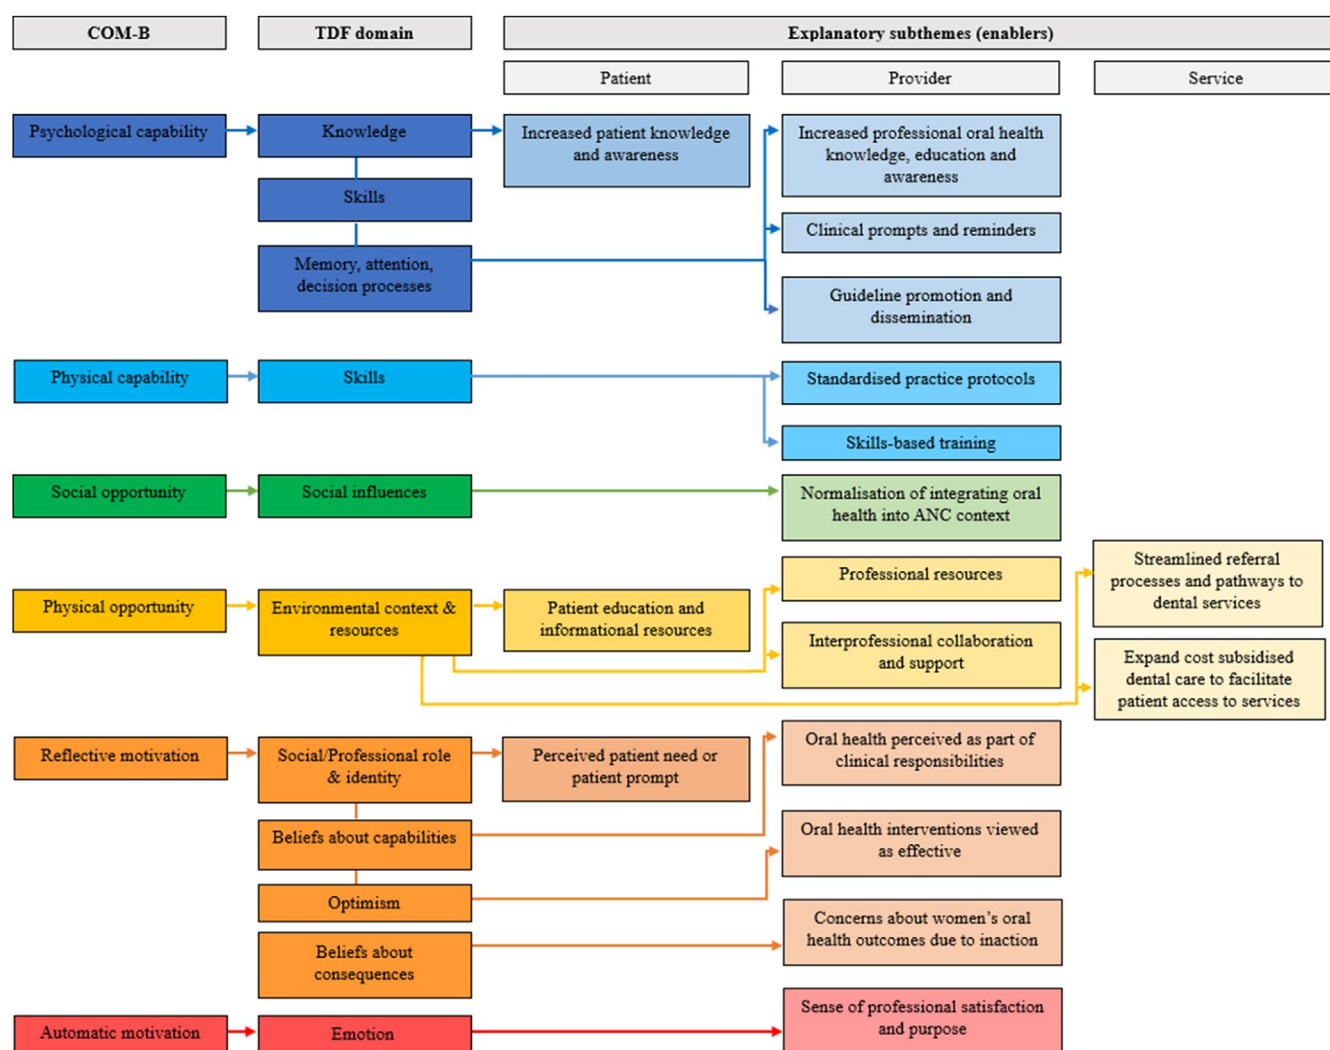 COM-B
TDF domain
Explanatory subthemes (enablers)
Patient
Provider
Service
Psychological capability
Knowledge
Increased patient knowledge
and awareness
Increased professional oral health
knowledge, education and
awareness
Skills
Clinical prompts and reminders
Memory, attention,
decision processes
Guideline promotion and
dissemination
Physical capability
Skills
Standardised practice protocols
Skills-based training
Social opportunity
Social influences
Normalisation of integrating oral
health into ANC context
Physical opportunity
Environmental context &
resources
Patient education and
informational resources
Professional resources
Interprofessional collaboration
and support
Streamlined referral
processes and pathways to
dental services
Expand cost subsidised
dental care to facilitate
patient access to services
Reflective motivation
Social/Professional role
& identity
Perceived patient need or
patient prompt
Oral health perceived as part of
clinical responsibilities
Beliefs about capabilities
Oral health interventions viewed
as effective
Optimism
Beliefs about
consequences
Concerns about women’s oral
health outcomes due to inaction
Automatic motivation
Emotion
Sense of professional satisfaction
and purpose